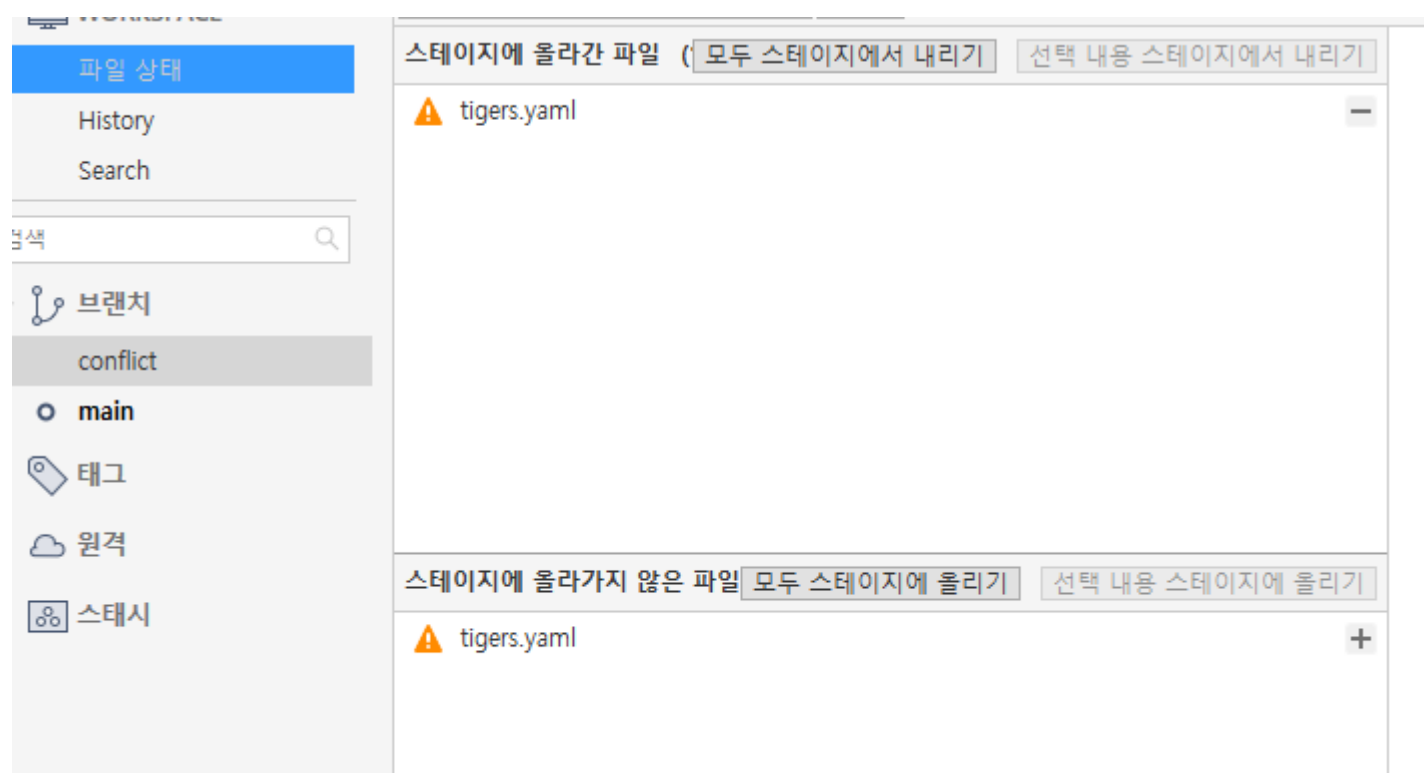 WORKSPACE
파일 상태
History
Search
검색
브랜치
conflict
main
태그
원격
스태시
스테이지에 올라간 파일 ( 모두 스테이지에서 내리기 선택 내용 스테이지에서 내리기
tigers.yaml
스테이지에 올라가지 않은 파일 모두 스테이지에 올리기 선택 내용 스테이지에 올리기
tigers.yaml